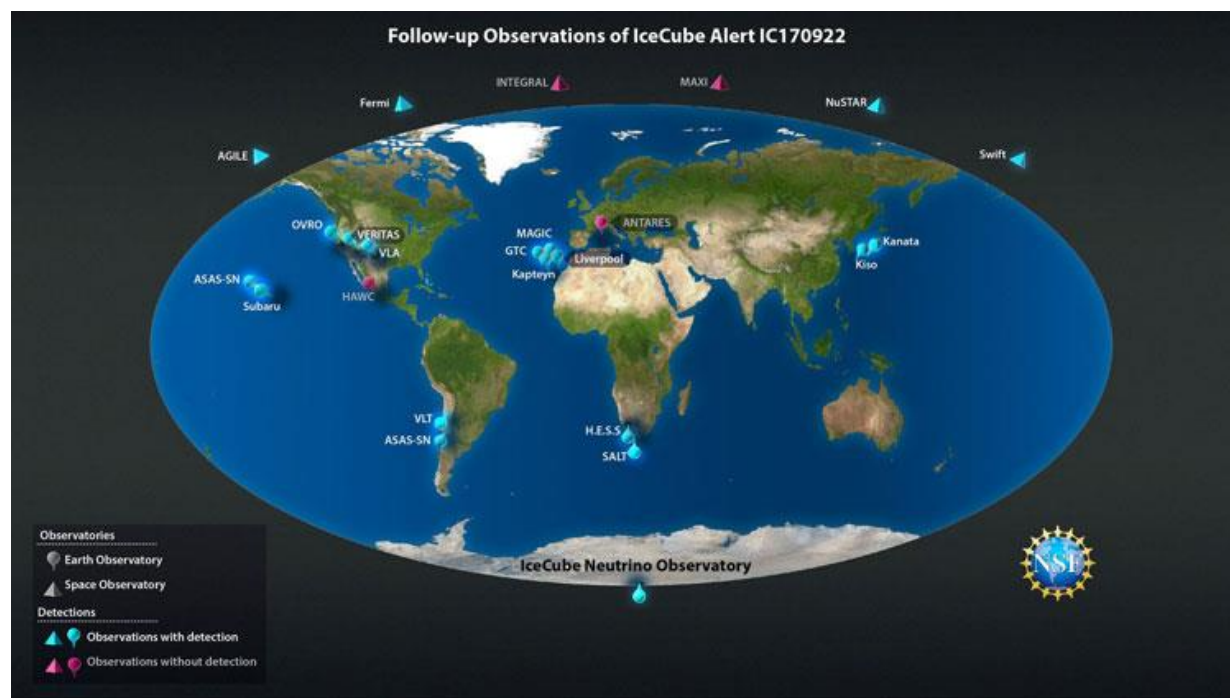 Follow-up Observations of IceCube Alert IC170922
INTEGRAL
MAXI
Fermi
NuSTAR
AGILE
Swift
OVRO
VERITAS
VLA
MAGIC
ANTARES
GTC
Liverpool
Kapteyn
Kanata
Kiso
ASAS-SN
Subaru
HAWC
VLT
ASAS-SN
H.E.S.S
SALT
IceCube Neutrino Observatory
Observatories
Earth Observatory
Space Observatory
Detections
Observations with detection
Observations without detection
NSF